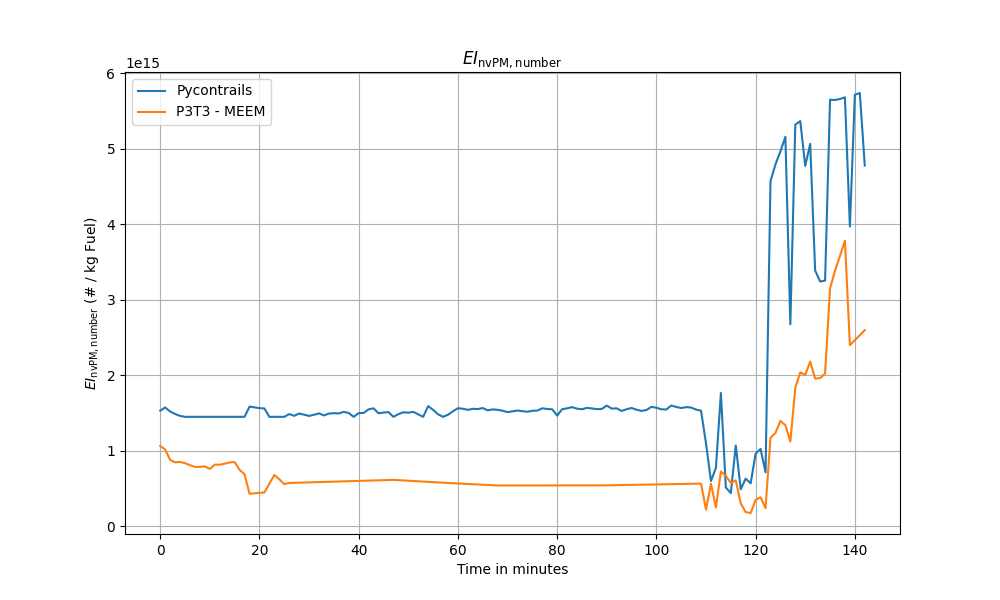 EI_nvPM, number
1e15
Pycontrails
P3T3 - MEEM
6
5
4
3
2
1
0
EI_nvPM, number (# / kg Fuel)
0 20 40 60 80 100 120 140
Time in minutes